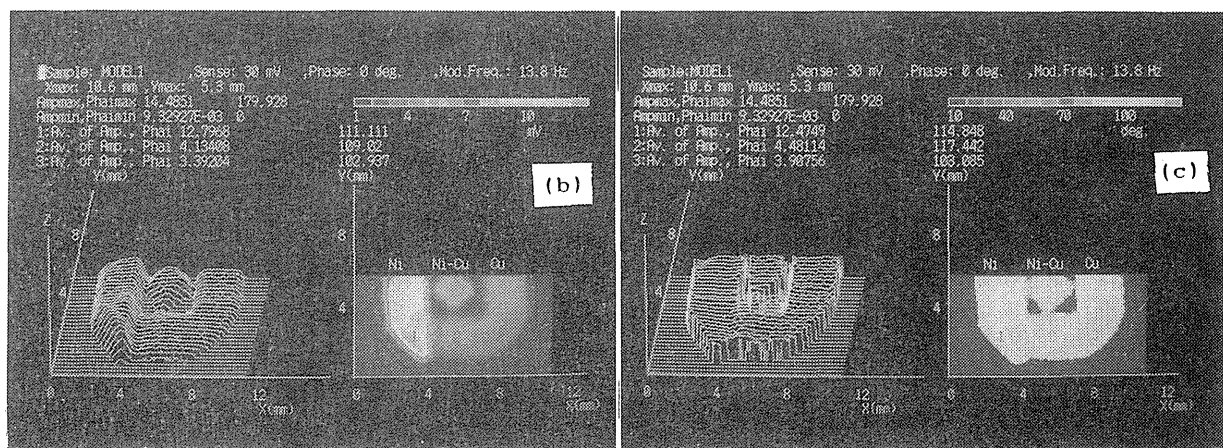 Sample: MODEL1 ,Sense: 30 mV ,Phase: 0 deg. ,Mod.Freq.: 13.8 Hz
Xmax: 10.6 mm ,Ymax: 5.3 mm
Ampmax,Phaimax 14.4851 179.928
Ampmin,Phaimin 9.32927E-03 0
1:Av. of Amp., Phai 12.7968 111.111
2:Av. of Amp., Phai 4.13408 109.02
3:Av. of Amp., Phai 3.39204 102.937
1 4 7 10 mV
Y(mm) Y(mm)
(b)
Z
8 8
Ni Ni-Cu Cu
4 4
0 4 8 12 0 4 8 12
X(mm) X(mm)
Sample:MODEL1 ,Sense: 30 mV ,Phase: 0 deg. ,Mod.Freq.: 13.8 Hz
Xmax: 10.6 mm ,Ymax: 5.3 mm
Ampmax,Phaimax 14.4851 179.928
Ampmin,Phaimin 9.32927E-03 0
1:Av. of Amp., Phai 12.4749 114.848
2:Av. of Amp., Phai 4.48114 117.442
3:Av. of Amp., Phai 3.90756 103.085
10 40 70 100 deg.
Y(mm) Y(mm)
(c)
Z
8 8
Ni Ni-Cu Cu
4 4
0 4 8 12 0 4 8 12
X(mm) X(mm)